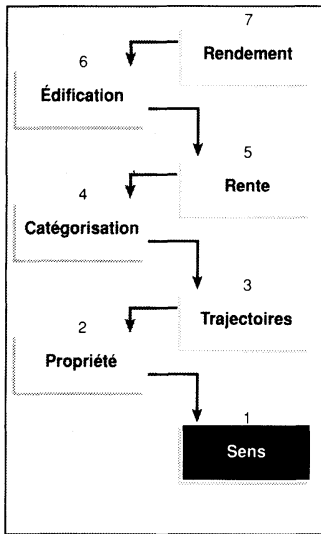 7
Rendement
6
Édification
5
Rente
4
Catégorisation
3
Trajectoires
2
Propriété
1
Sens